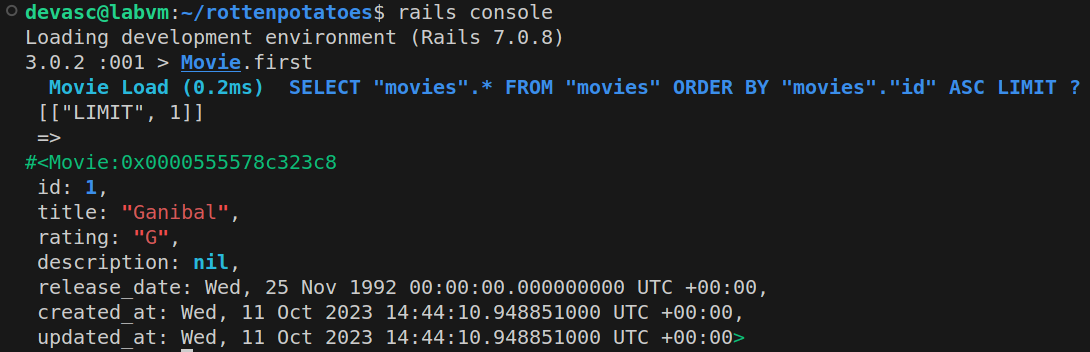 devasc@labvm:~/rottenpotatoes$ rails console
Loading development environment (Rails 7.0.8)
3.0.2 :001 > Movie.first
  Movie Load (0.2ms)  SELECT "movies".* FROM "movies" ORDER BY "movies"."id" ASC LIMIT ?
 [["LIMIT", 1]]
 =>
#<Movie:0x0000555578c323c8
 id: 1,
 title: "Ganibal",
 rating: "G",
 description: nil,
 release_date: Wed, 25 Nov 1992 00:00:00.000000000 UTC +00:00,
 created_at: Wed, 11 Oct 2023 14:44:10.948851000 UTC +00:00,
 updated_at: Wed, 11 Oct 2023 14:44:10.948851000 UTC +00:00>